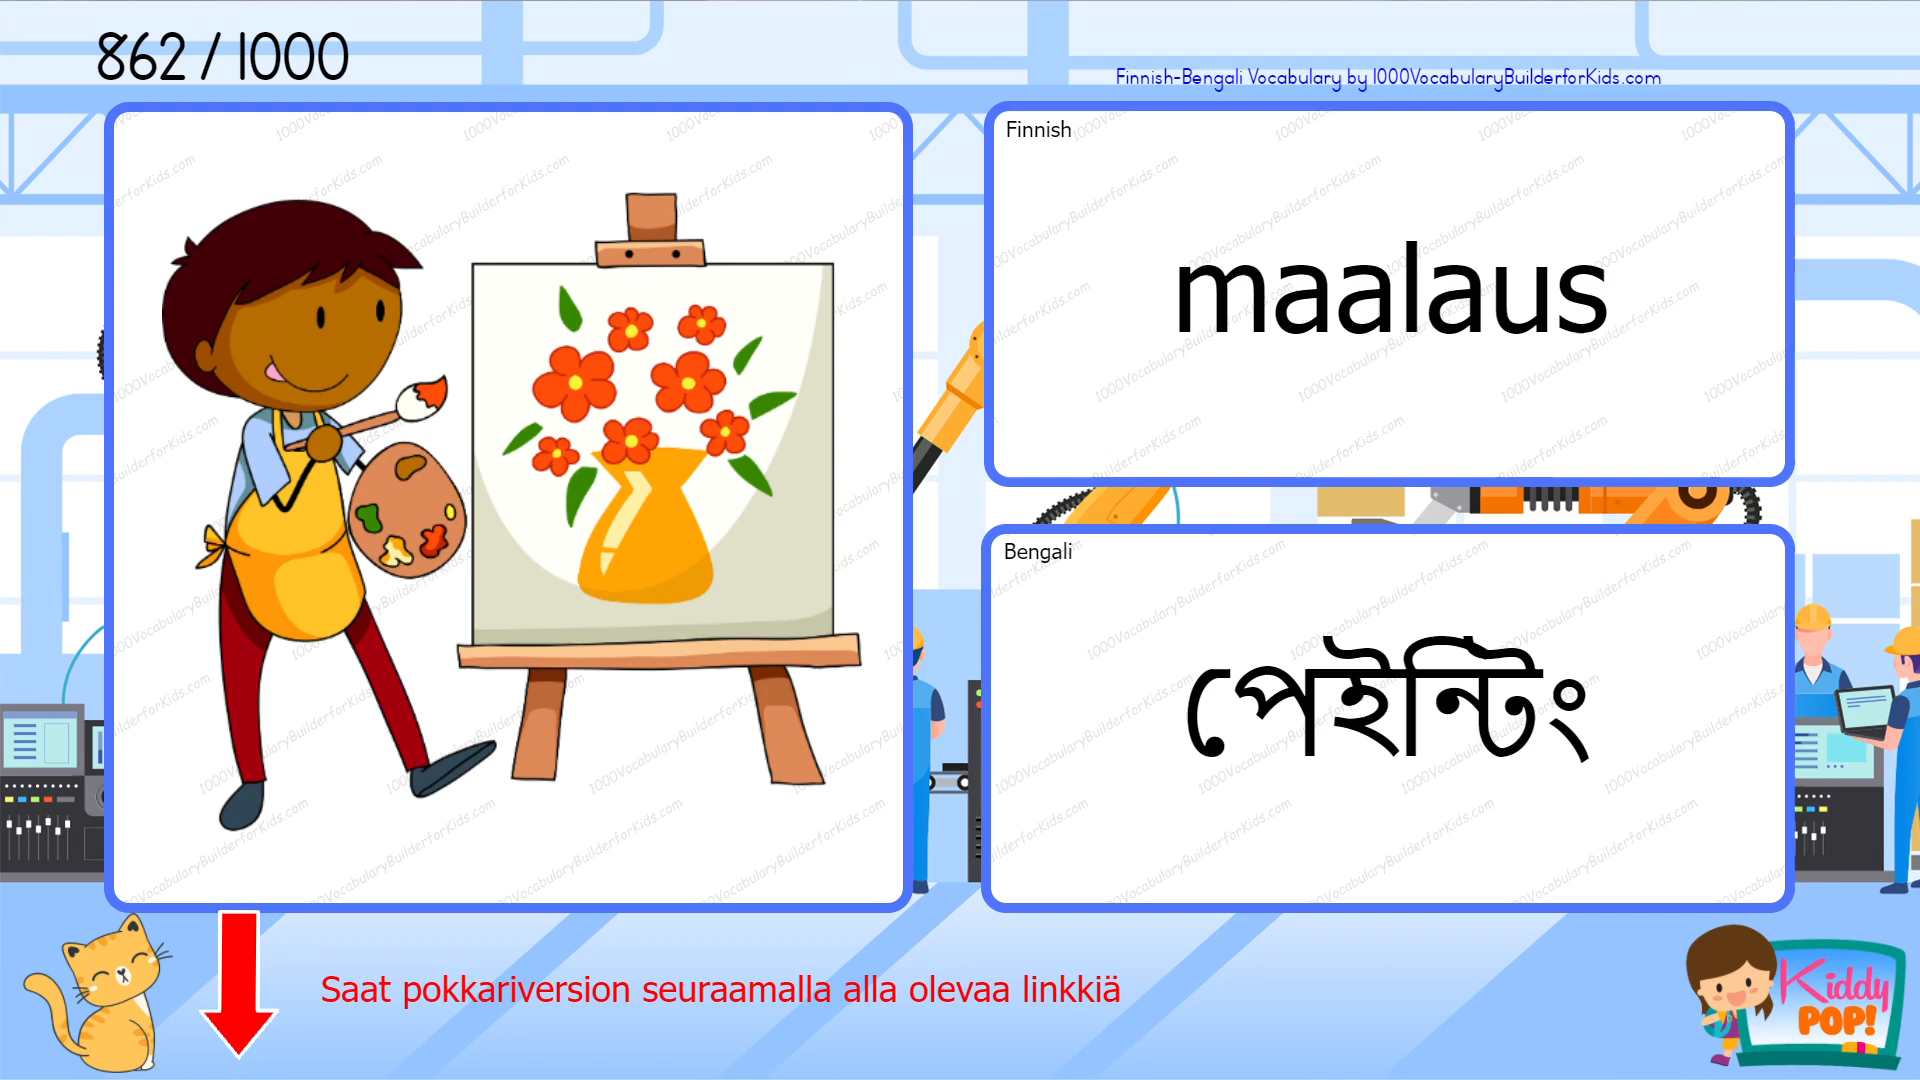 862 / 1000
Finnish-Bengali Vocabulary by 1000VocabularyBuilderforKids.com
Finnish
maalaus
Bengali
পেইন্টিং
Saat pokkariversion seuraamalla alla olevaa linkkiä
Kiddy
POP!